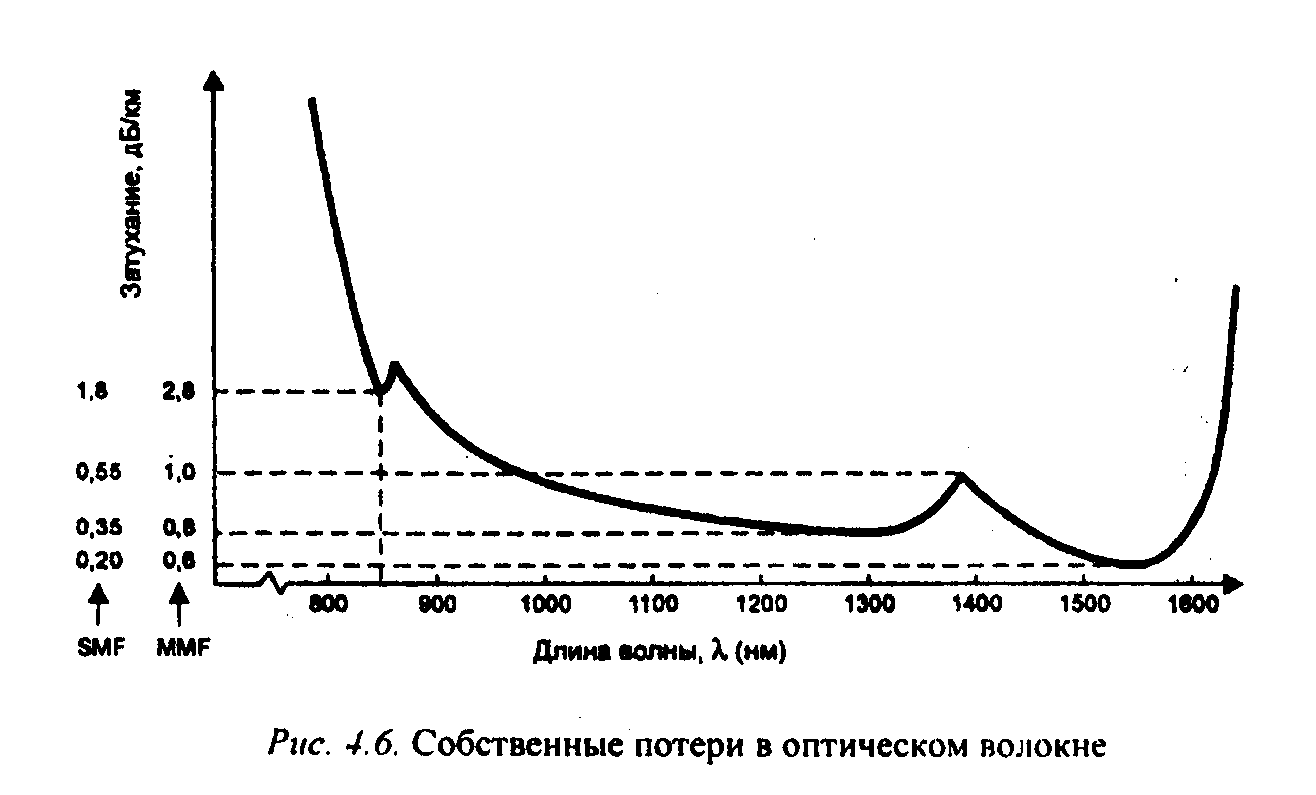 Затухание, дБ/км
1,8 2,8
0,55 1,0
0,35 0,8
0,20 0,6
800 900 1000 1100 1200 1300 1400 1500 1600
SMF MMF
Длина волны, λ (нм)
Рис. 4.6. Собственные потери в оптическом волокне